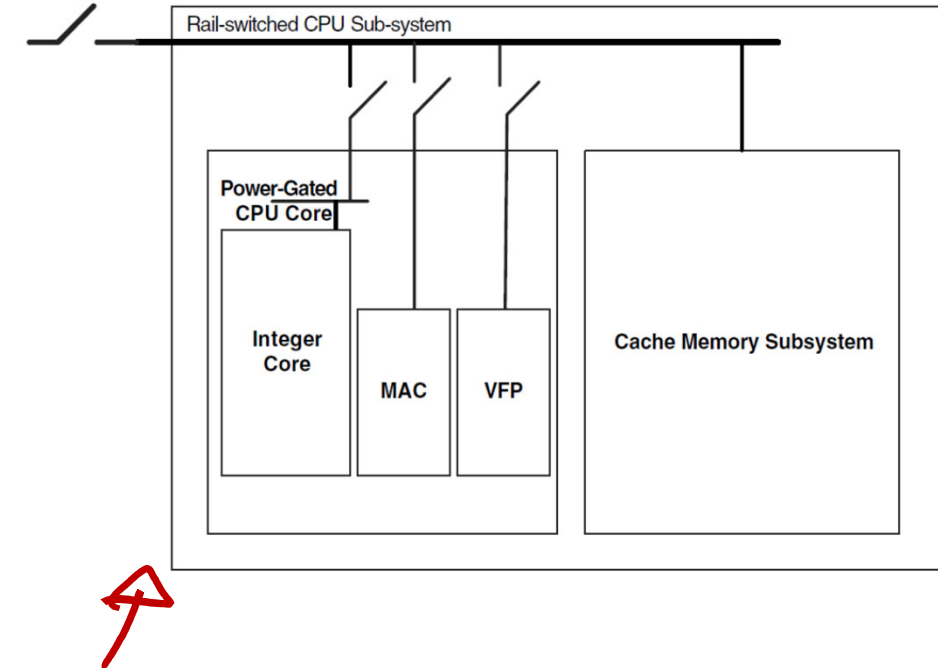 Rail-switched CPU Sub-system
Power-Gated
CPU Core
Integer
Core
MAC
VFP
Cache Memory Subsystem